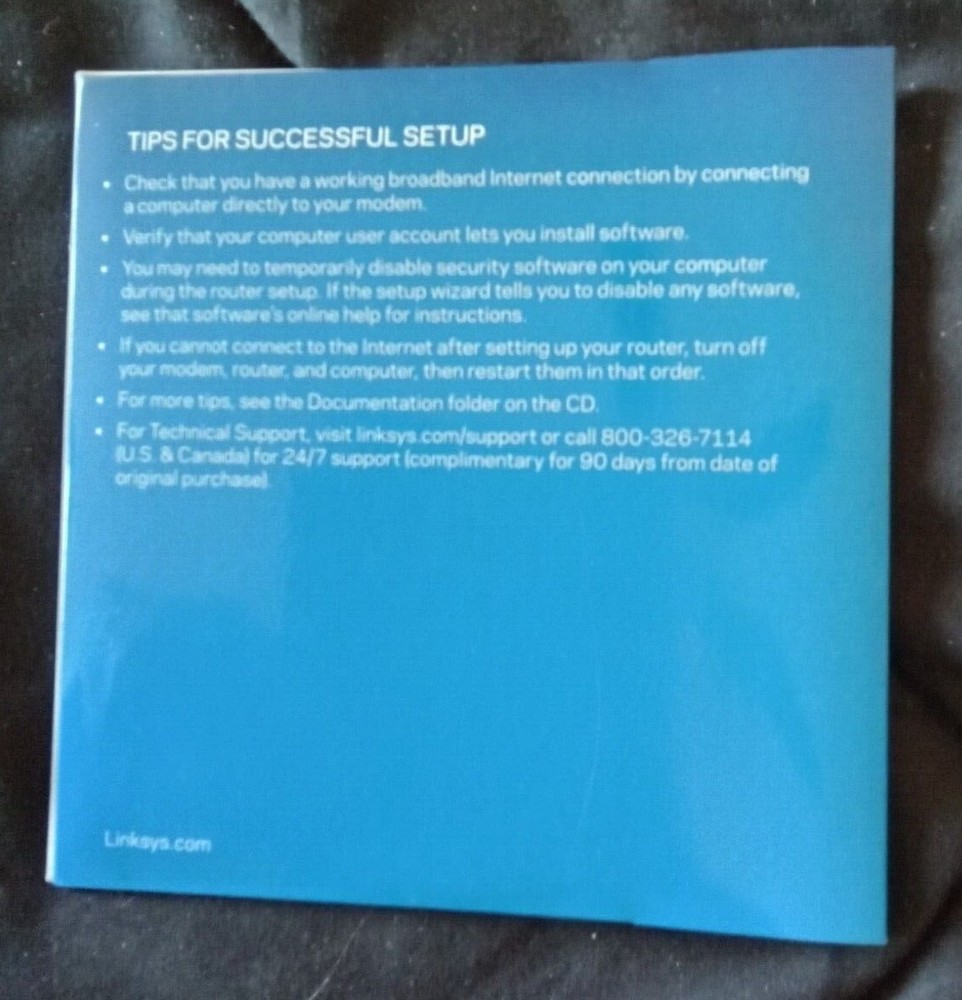 TIPS FOR SUCCESSFUL SETUP
• Check that you have a working broadband Internet connection by connecting
a computer directly to your modem.
• Verify that your computer user account lets you install software.
• You may need to temporarily disable security software on your computer
during the router setup. If the setup wizard tells you to disable any software,
see that software's online help for instructions.
• If you cannot connect to the Internet after setting up your router, turn off
your modem, router, and computer, then restart them in that order.
• For more tips, see the Documentation folder on the CD.
• For Technical Support, visit linksys.com/support or call 800-326-7114
(U.S. & Canada) for 24/7 support (complimentary for 90 days from date of
original purchase).
Linksys.com